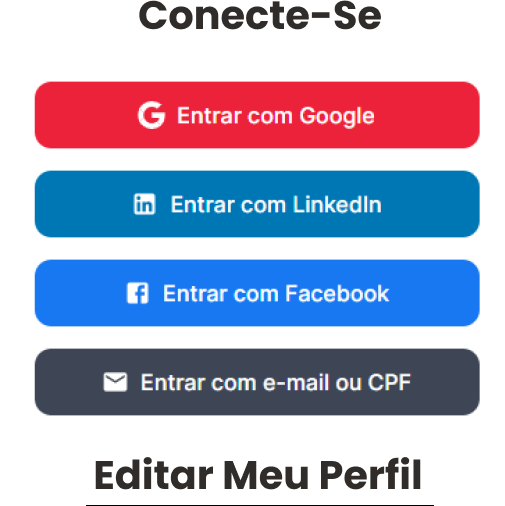 Conecte-Se
Entrar com Google
Entrar com LinkedIn
Entrar com Facebook
Entrar com e-mail ou CPF
Editar Meu Perfil